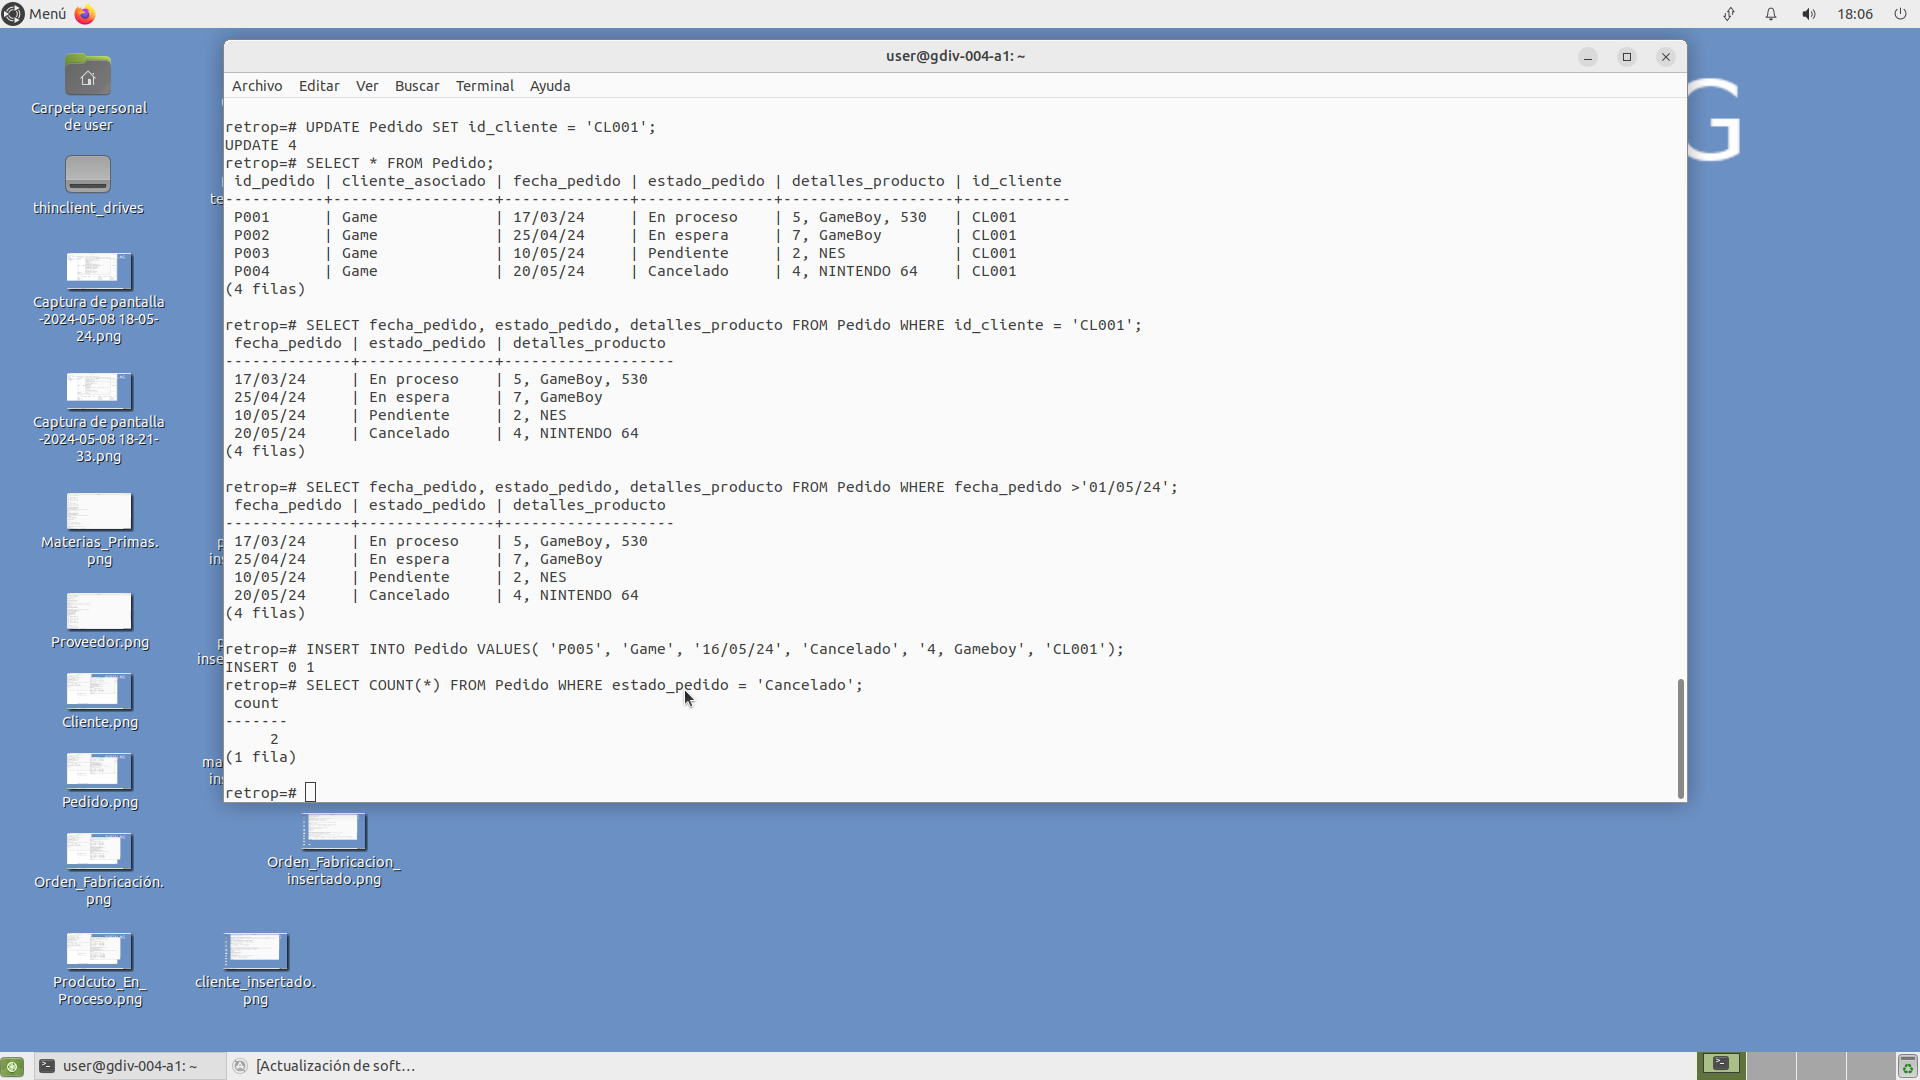 Menú
18:06
user@gdiv-004-a1: ~
Archivo Editar Ver Buscar Terminal Ayuda
retrop=# UPDATE Pedido SET id_cliente = 'CL001';
UPDATE 4
retrop=# SELECT * FROM Pedido;
 id_pedido | cliente_asociado | fecha_pedido | estado_pedido | detalles_producto | id_cliente
-----------+------------------+--------------+---------------+-------------------+------------
 P001      | Game             | 17/03/24     | En proceso    | 5, GameBoy, 530   | CL001
 P002      | Game             | 25/04/24     | En espera     | 7, GameBoy        | CL001
 P003      | Game             | 10/05/24     | Pendiente     | 2, NES            | CL001
 P004      | Game             | 20/05/24     | Cancelado     | 4, NINTENDO 64    | CL001
(4 filas)
retrop=# SELECT fecha_pedido, estado_pedido, detalles_producto FROM Pedido WHERE id_cliente = 'CL001';
 fecha_pedido | estado_pedido | detalles_producto
--------------+---------------+-------------------
 17/03/24     | En proceso    | 5, GameBoy, 530
 25/04/24     | En espera     | 7, GameBoy
 10/05/24     | Pendiente     | 2, NES
 20/05/24     | Cancelado     | 4, NINTENDO 64
(4 filas)
retrop=# SELECT fecha_pedido, estado_pedido, detalles_producto FROM Pedido WHERE fecha_pedido >'01/05/24';
 fecha_pedido | estado_pedido | detalles_producto
--------------+---------------+-------------------
 17/03/24     | En proceso    | 5, GameBoy, 530
 25/04/24     | En espera     | 7, GameBoy
 10/05/24     | Pendiente     | 2, NES
 20/05/24     | Cancelado     | 4, NINTENDO 64
(4 filas)
retrop=# INSERT INTO Pedido VALUES( 'P005', 'Game', '16/05/24', 'Cancelado', '4, Gameboy', 'CL001');
INSERT 0 1
retrop=# SELECT COUNT(*) FROM Pedido WHERE estado_pedido = 'Cancelado';
 count
-------
     2
(1 fila)
retrop=#
G
Carpeta personal
de user
thinclient_drives
Captura de pantalla
-2024-05-08 18-05-
24.png
Captura de pantalla
-2024-05-08 18-21-
33.png
Materias_Primas.
png
Proveedor.png
Cliente.png
Pedido.png
Orden_Fabricación.
png
Prodcuto_En_
Proceso.png
Orden_Fabricacion_
insertado.png
cliente_insertado.
png
user@gdiv-004-a1: ~
[Actualización de soft...